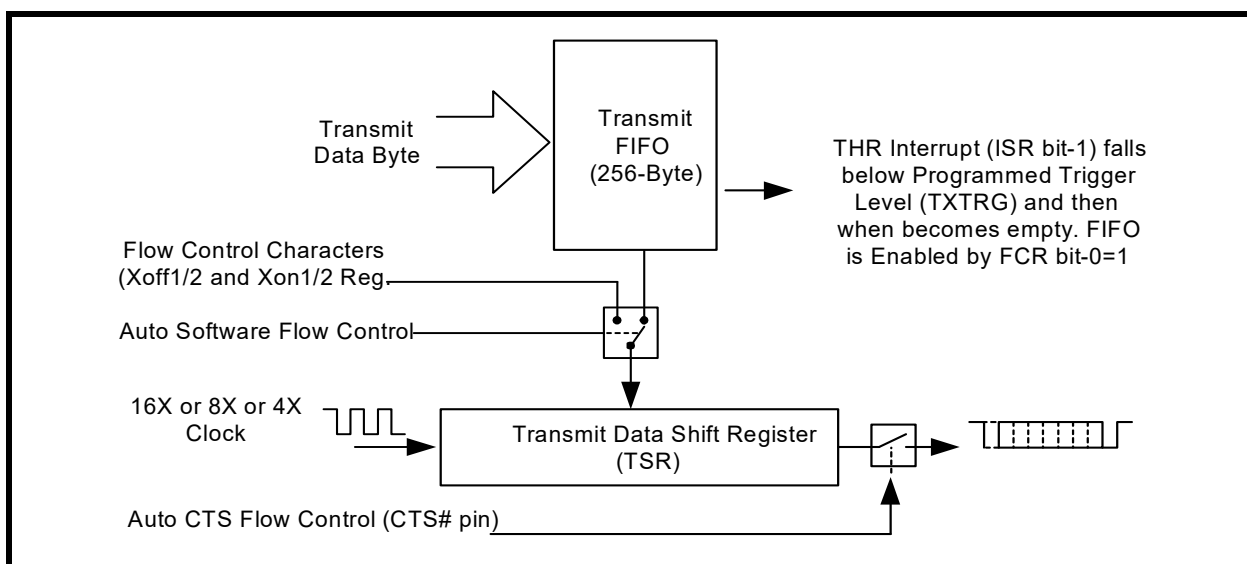 Transmit
Data Byte
Transmit
FIFO
(256-Byte)
THR Interrupt (ISR bit-1) falls
below Programmed Trigger
Level (TXTRG) and then
when becomes empty. FIFO
is Enabled by FCR bit-0=1
Flow Control Characters
(Xoff1/2 and Xon1/2 Reg.
Auto Software Flow Control
16X or 8X or 4X
Clock
Transmit Data Shift Register
(TSR)
Auto CTS Flow Control (CTS# pin)